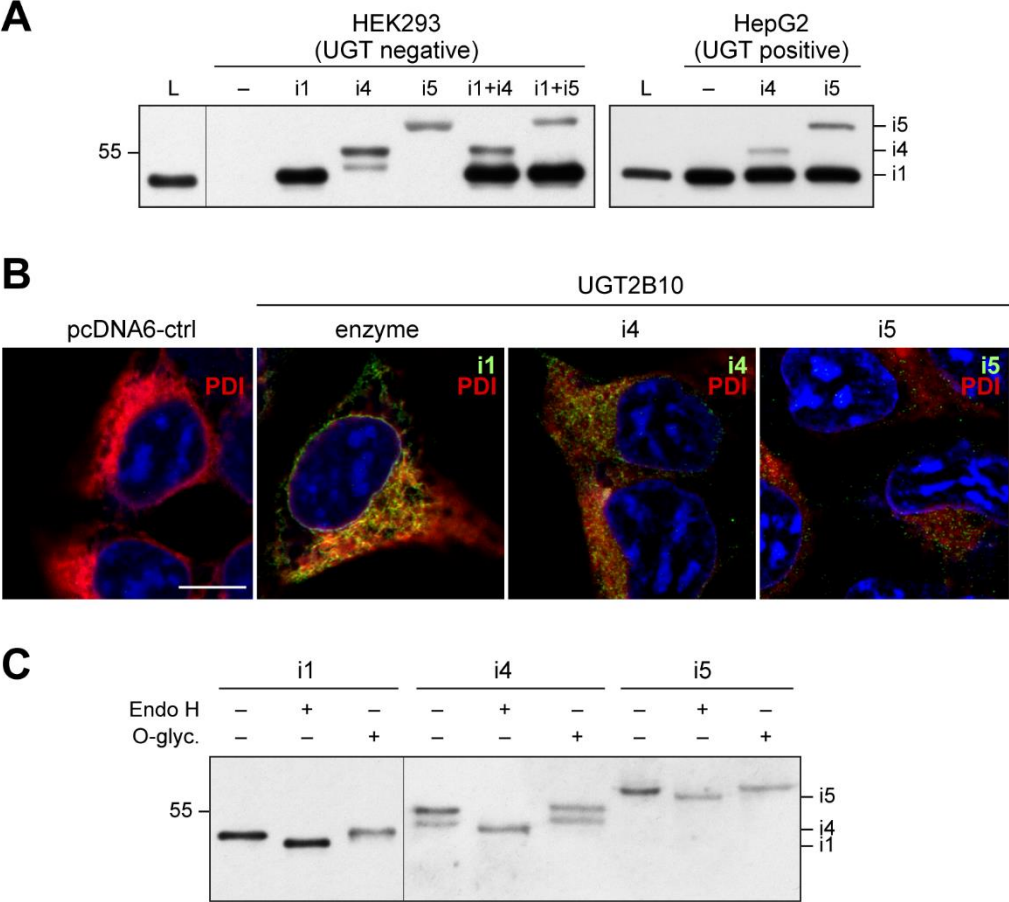 A
HEK293
(UGT negative)
HepG2
(UGT positive)
L – i1 i4 i5 i1+i4 i1+i5
L – i4 i5
55
i5
i4
i1
B
UGT2B10
pcDNA6-ctrl enzyme i4 i5
PDI
i1
PDI
i4
PDI
i5
PDI
C
i1 i4 i5
Endo H – + – – + – – + –
O-glyc. – – + – – + – – +
55
i5
i4
i1